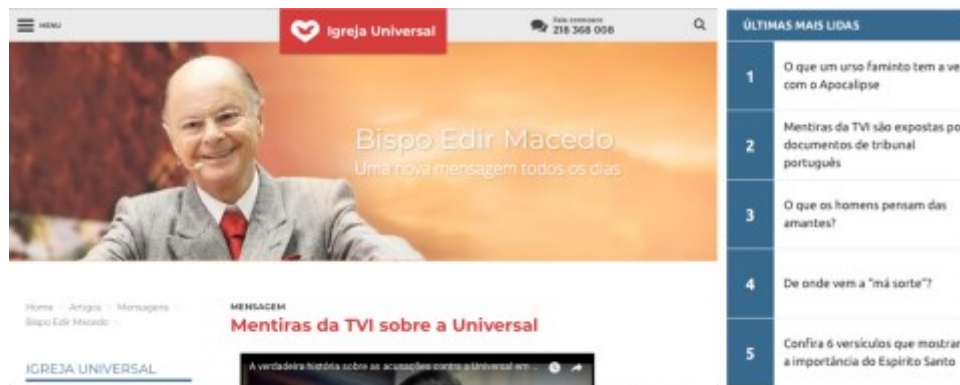 MENU
Igreja Universal
Fale connosco
218 368 008
Bispo Edir Macedo
Uma nova mensagem todos os dias
Home Artigos Mensagens
Bispo Edir Macedo
IGREJA UNIVERSAL
MENSAGEM
Mentiras da TVI sobre a Universal
A verdadeira história sobre as acusações contra a Universal em ...
ÚLTIMAS MAIS LIDAS
1
O que um urso faminto tem a ve
com o Apocalipse
2
Mentiras da TVI são expostas po
documentos de tribunal
português
3
O que os homens pensam das
amantes?
4
De onde vem a "má sorte"?
5
Confira 6 versículos que mostrar
a importância do Espírito Santo